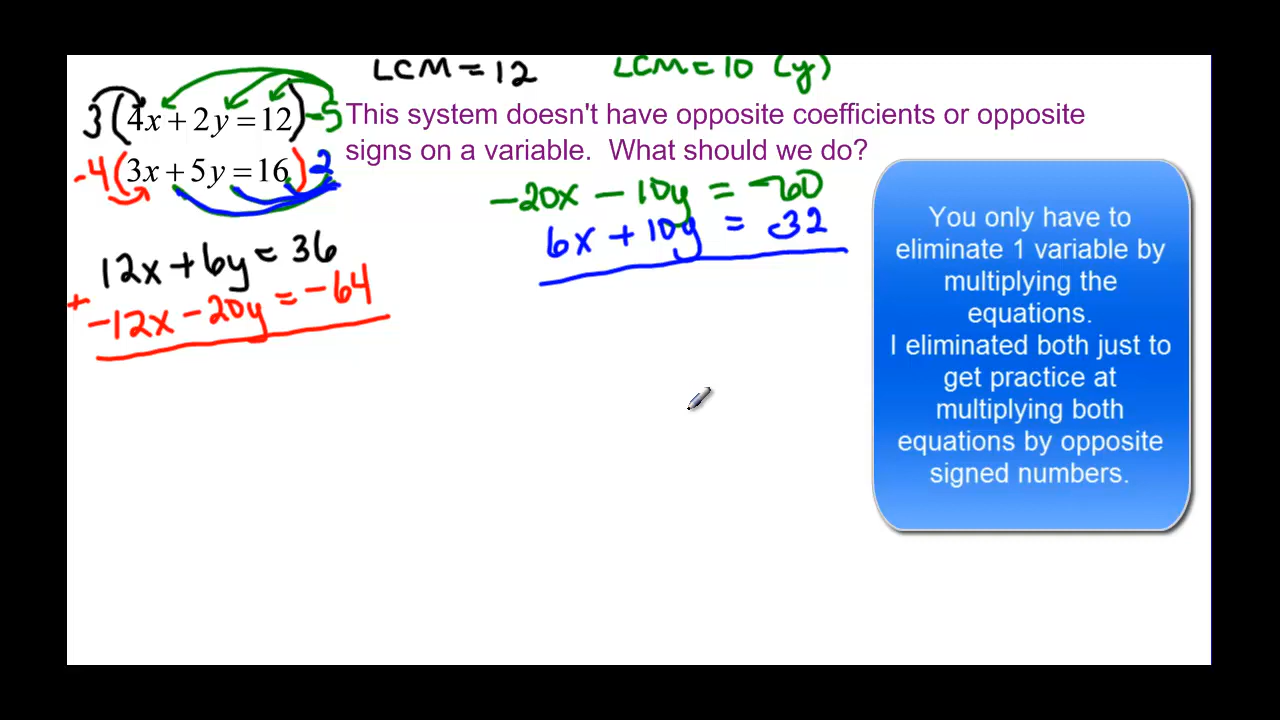 LCM = 12
LCM = 10 (y)
3(4x + 2y = 12) -5
-4(3x + 5y = 16) 2
This system doesn't have opposite coefficients or opposite
signs on a variable.  What should we do?
-20x - 10y = -60
6x + 10y = 32
12x + 6y = 36
+ -12x - 20y = -64
You only have to
eliminate 1 variable by
multiplying the
equations.
I eliminated both just to
get practice at
multiplying both
equations by opposite
signed numbers.